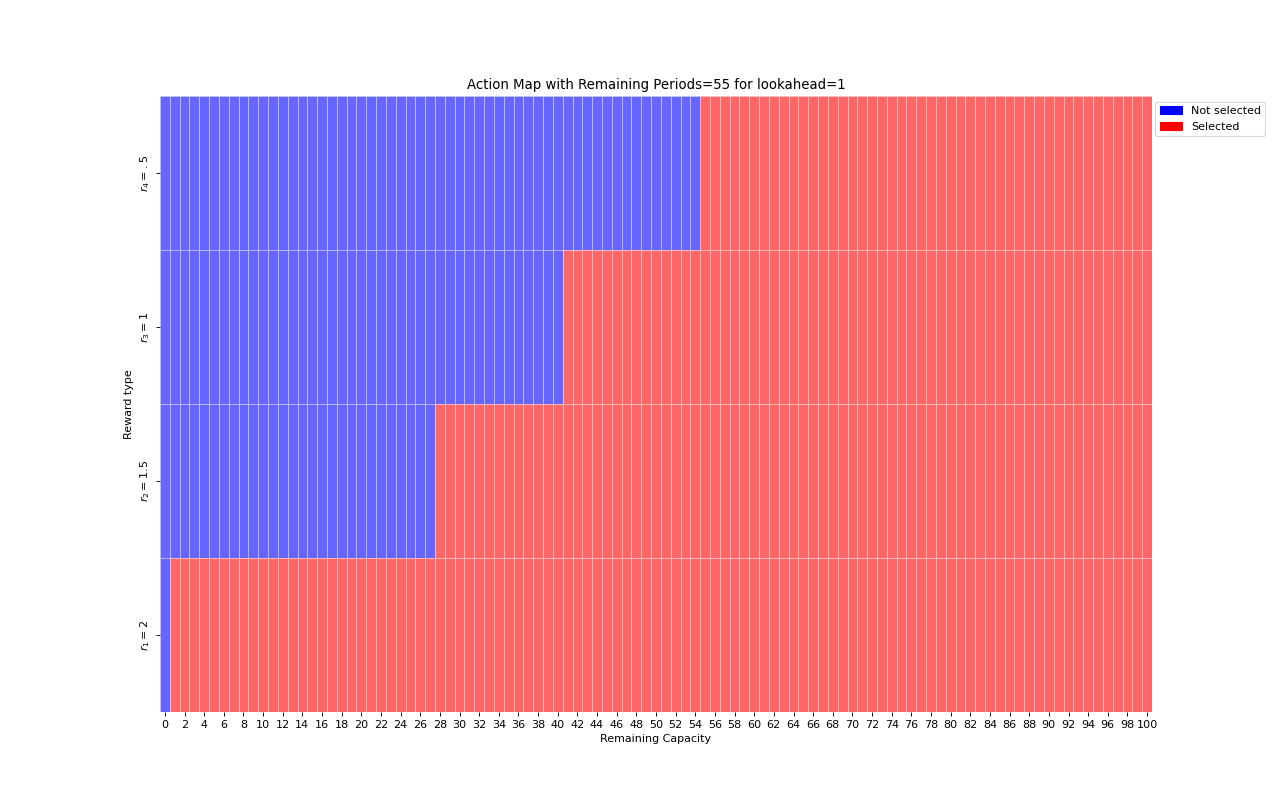 Action Map with Remaining Periods=55 for lookahead=1
Not selected
Selected
Reward type
r₄ = .5
r₃ = 1
r₂ = 1.5
r₁ = 2
0 2 4 6 8 10 12 14 16 18 20 22 24 26 28 30 32 34 36 38 40 42 44 46 48 50 52 54 56 58 60 62 64 66 68 70 72 74 76 78 80 82 84 86 88 90 92 94 96 98 100
Remaining Capacity